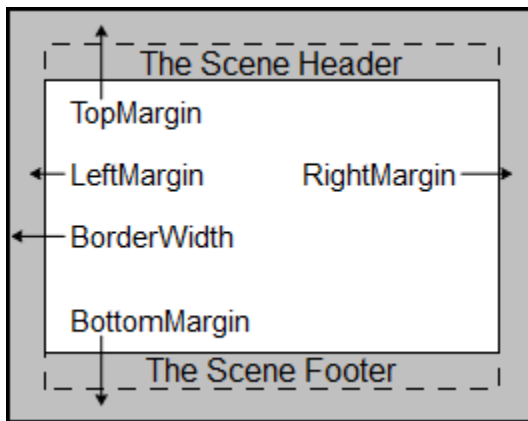 The Scene Header
TopMargin
LeftMargin RightMargin
BorderWidth
BottomMargin
The Scene Footer